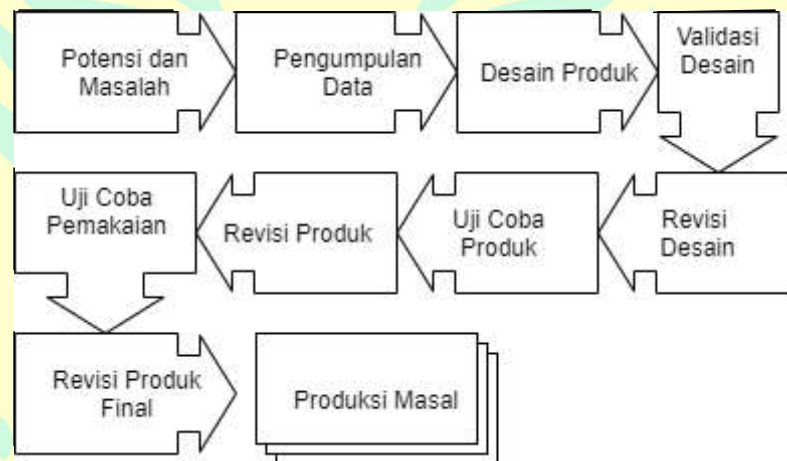 Potensi dan
Masalah
Pengumpulan
Data
Desain Produk
Validasi
Desain
Revisi
Desain
Uji Coba
Produk
Revisi Produk
Uji Coba
Pemakaian
Revisi Produk
Final
Produksi Masal